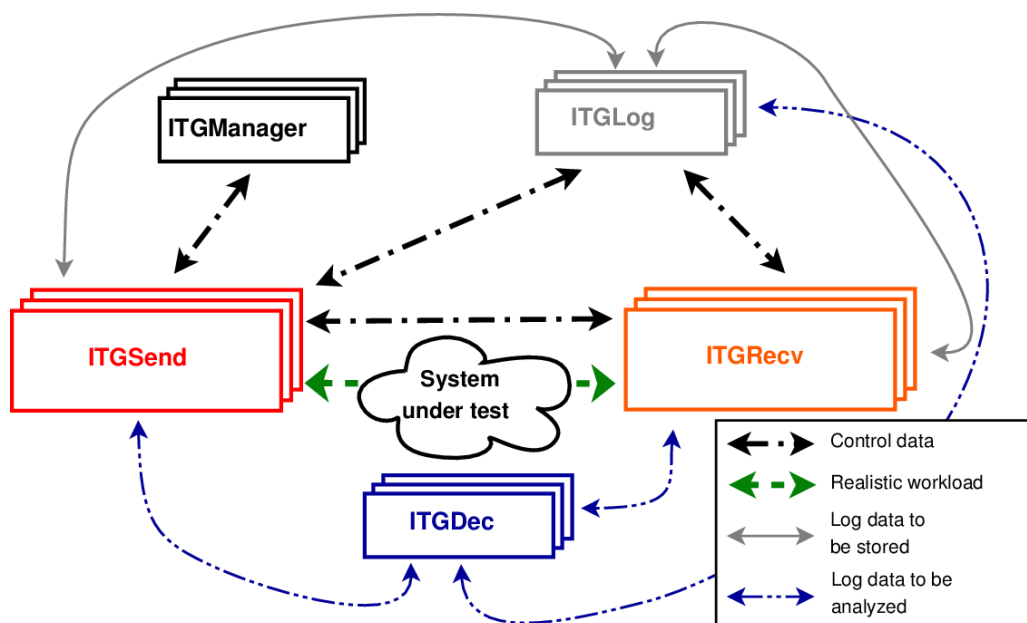 ITGManager
ITGLog
ITGSend
ITGRecv
System
under test
ITGDec
Control data
Realistic workload
Log data to
be stored
Log data to be
analyzed